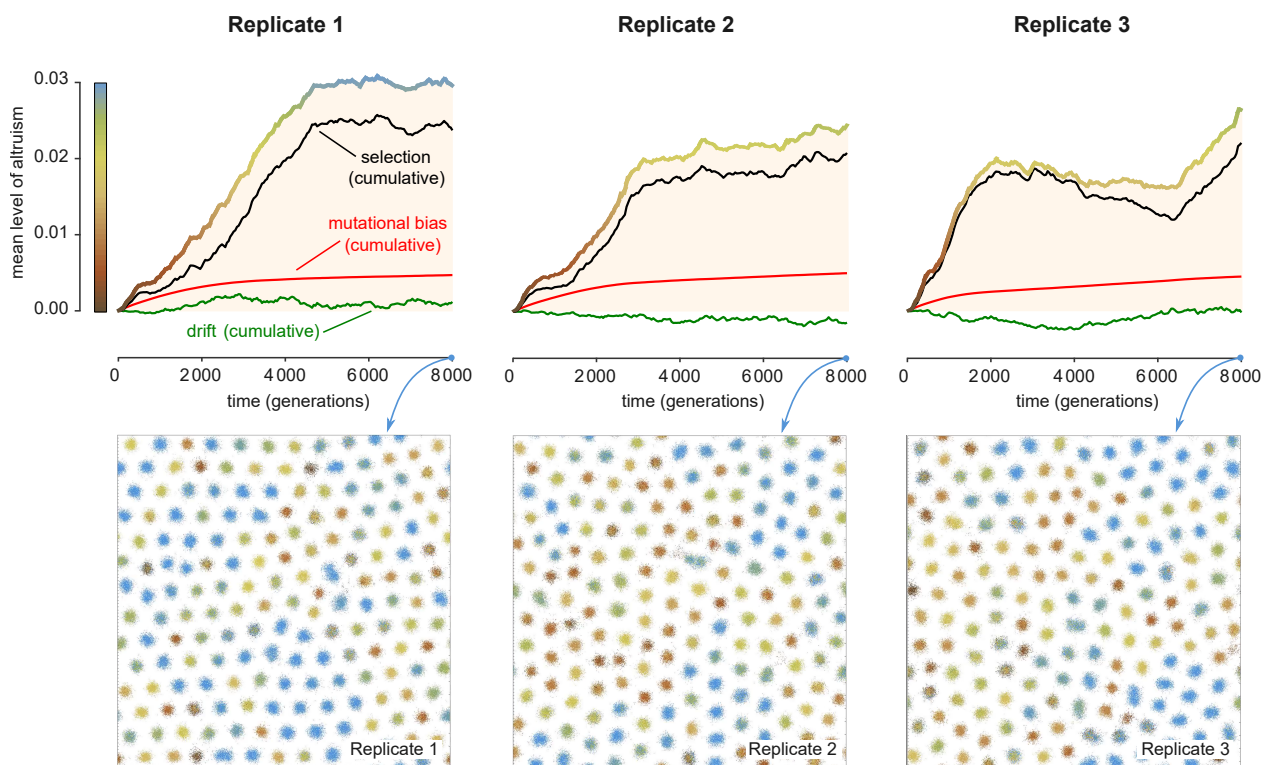 Replicate 1
Replicate 2
Replicate 3
mean level of altruism
0.03
0.02
0.01
0.00
selection
(cumulative)
mutational bias
(cumulative)
drift (cumulative)
0 2000 4000 6000 8000
time (generations)
0 2000 4000 6000 8000
time (generations)
0 2000 4000 6000 8000
time (generations)
Replicate 1
Replicate 2
Replicate 3